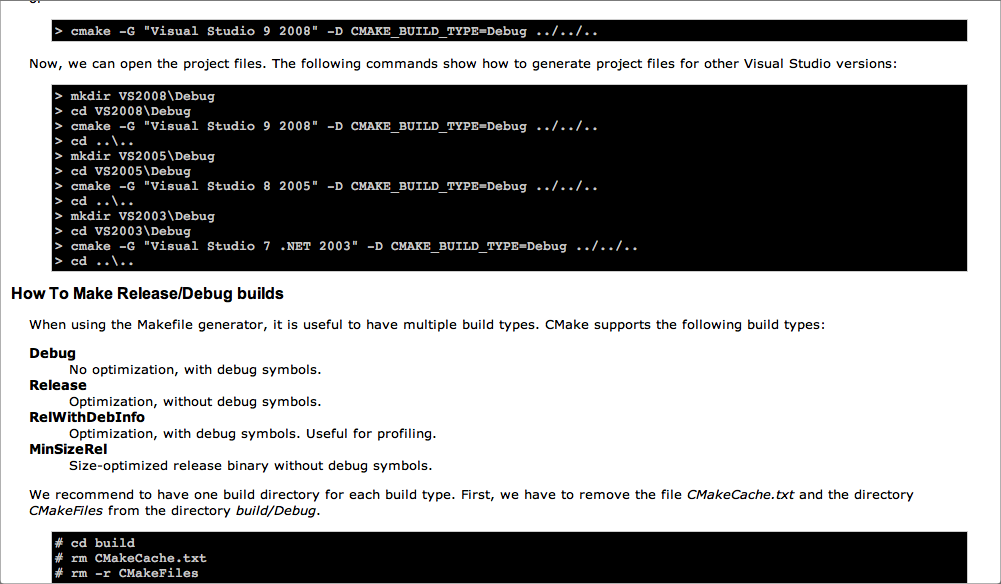 > cmake -G "Visual Studio 9 2008" -D CMAKE_BUILD_TYPE=Debug ../../..
Now, we can open the project files. The following commands show how to generate project files for other Visual Studio versions:
> mkdir VS2008\Debug
> cd VS2008\Debug
> cmake -G "Visual Studio 9 2008" -D CMAKE_BUILD_TYPE=Debug ../../..
> cd ..\..
> mkdir VS2005\Debug
> cd VS2005\Debug
> cmake -G "Visual Studio 8 2005" -D CMAKE_BUILD_TYPE=Debug ../../..
> cd ..\..
> mkdir VS2003\Debug
> cd VS2003\Debug
> cmake -G "Visual Studio 7 .NET 2003" -D CMAKE_BUILD_TYPE=Debug ../../..
> cd ..\..
How To Make Release/Debug builds
When using the Makefile generator, it is useful to have multiple build types. CMake supports the following build types:
Debug
No optimization, with debug symbols.
Release
Optimization, without debug symbols.
RelWithDebInfo
Optimization, with debug symbols. Useful for profiling.
MinSizeRel
Size-optimized release binary without debug symbols.
We recommend to have one build directory for each build type. First, we have to remove the file CMakeCache.txt and the directory
CMakeFiles from the directory build/Debug.
# cd build
# rm CMakeCache.txt
# rm -r CMakeFiles